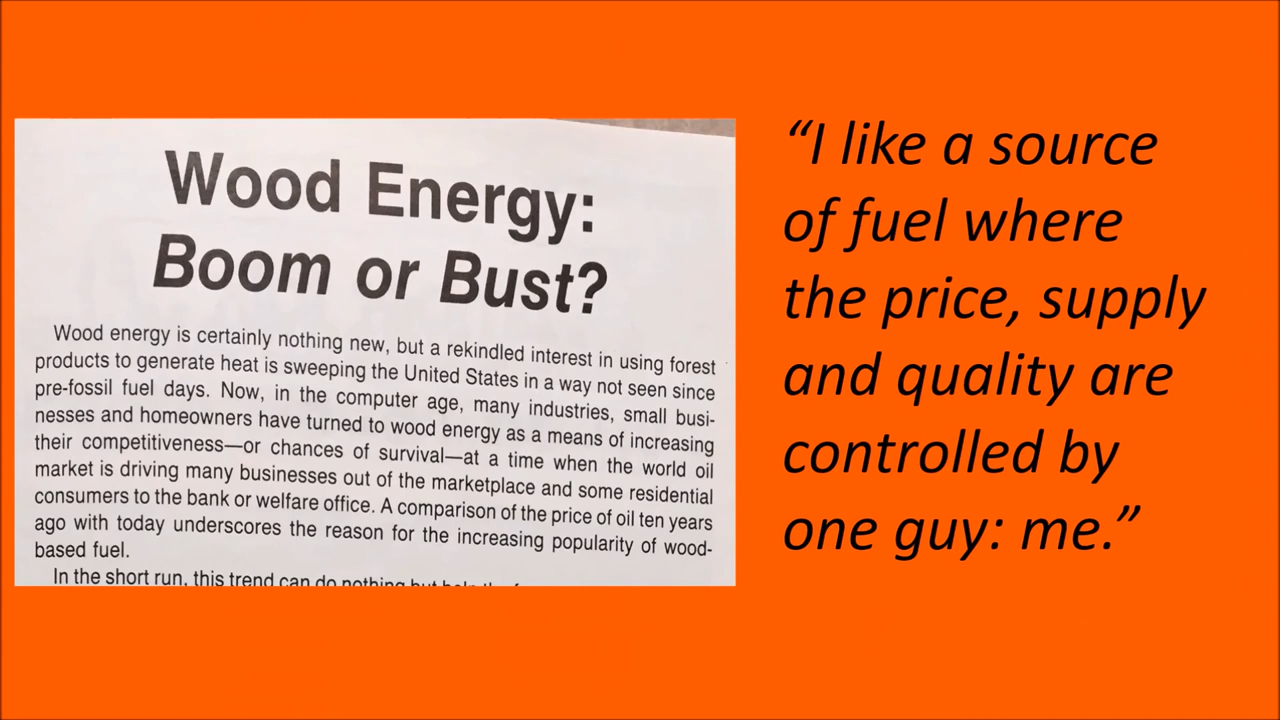 Wood Energy:
Boom or Bust?
Wood energy is certainly nothing new, but a rekindled interest in using forest
products to generate heat is sweeping the United States in a way not seen since
pre-fossil fuel days. Now, in the computer age, many industries, small busi-
nesses and homeowners have turned to wood energy as a means of increasing
their competitiveness—or chances of survival—at a time when the world oil
market is driving many businesses out of the marketplace and some residential
consumers to the bank or welfare office. A comparison of the price of oil ten years
ago with today underscores the reason for the increasing popularity of wood-
based fuel.
In the short run, this trend can do nothing but help the
“I like a source
of fuel where
the price, supply
and quality are
controlled by
one guy: me.”